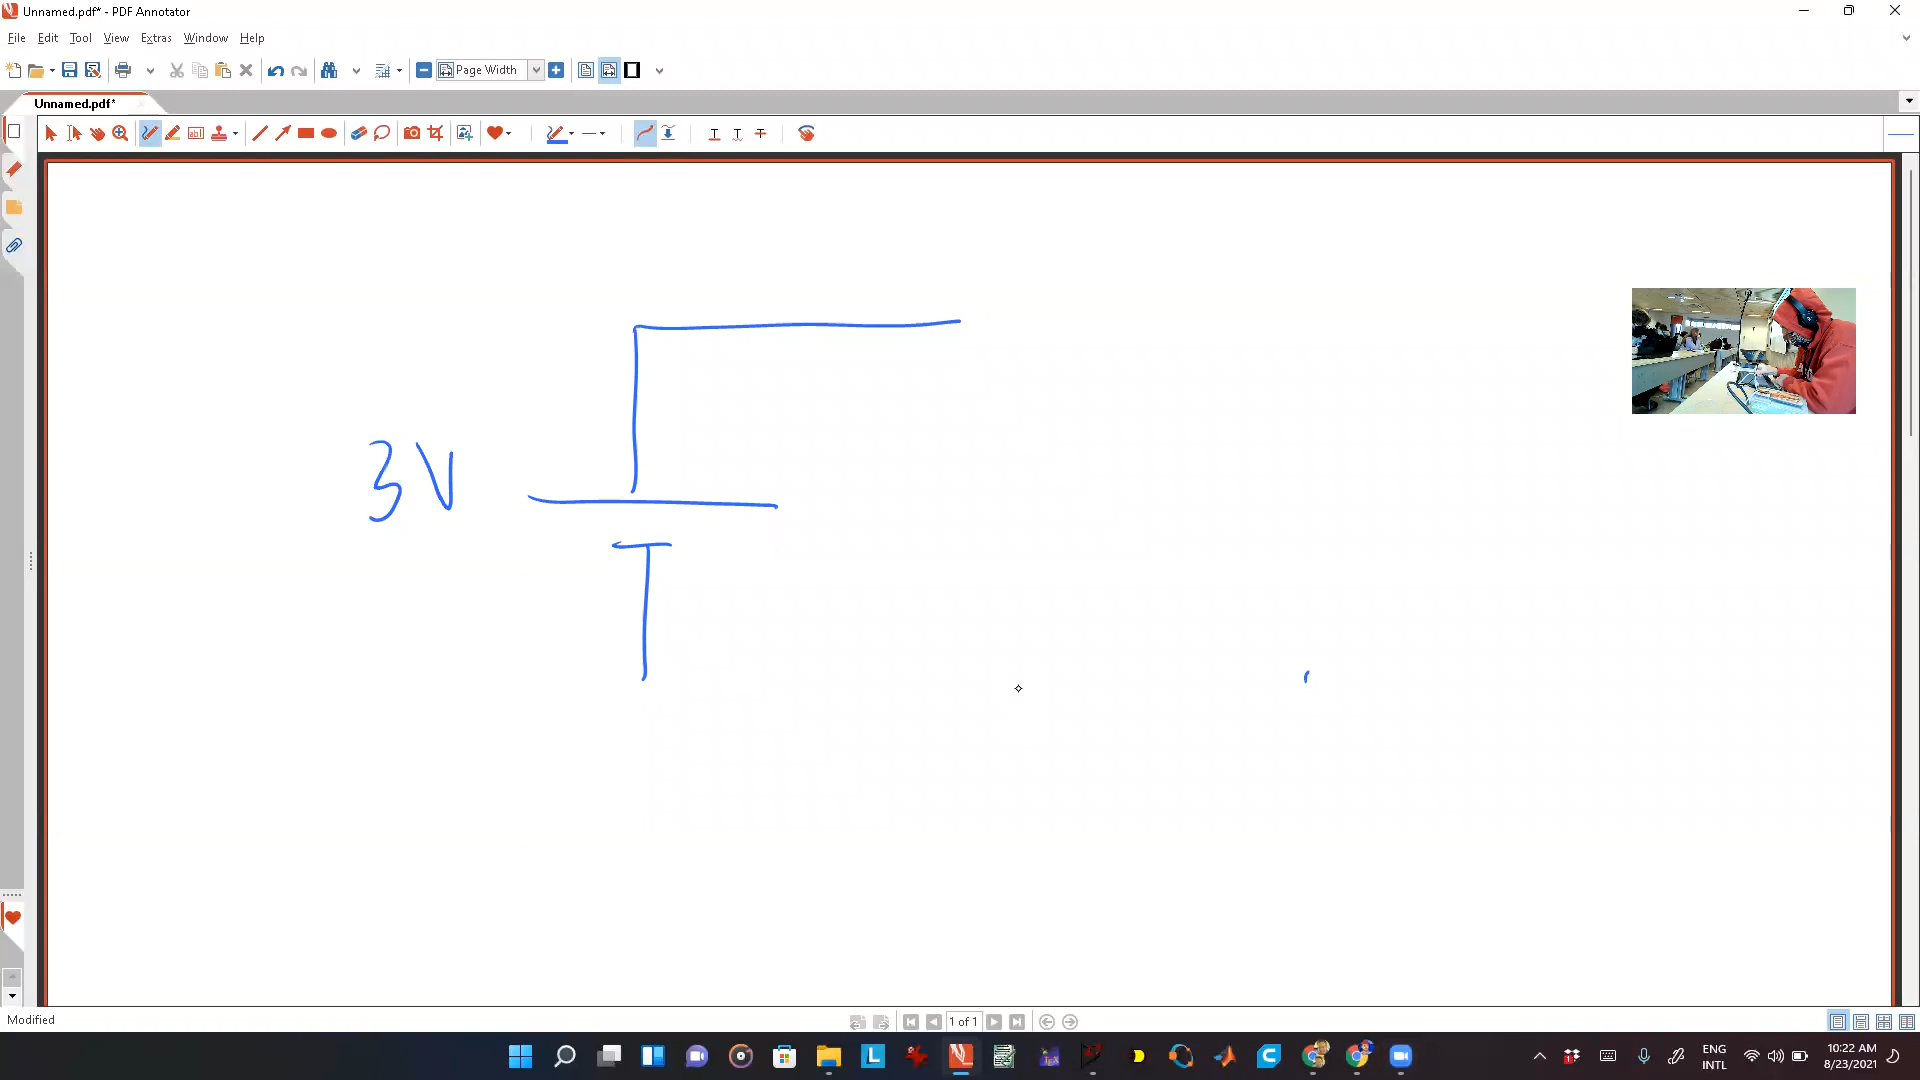 Unnamed.pdf* - PDF Annotator
File Edit Tool View Extras Window Help
Page Width
Unnamed.pdf*
3V
Modified
1 of 1
ENG
INTL
10:22 AM
8/23/2021